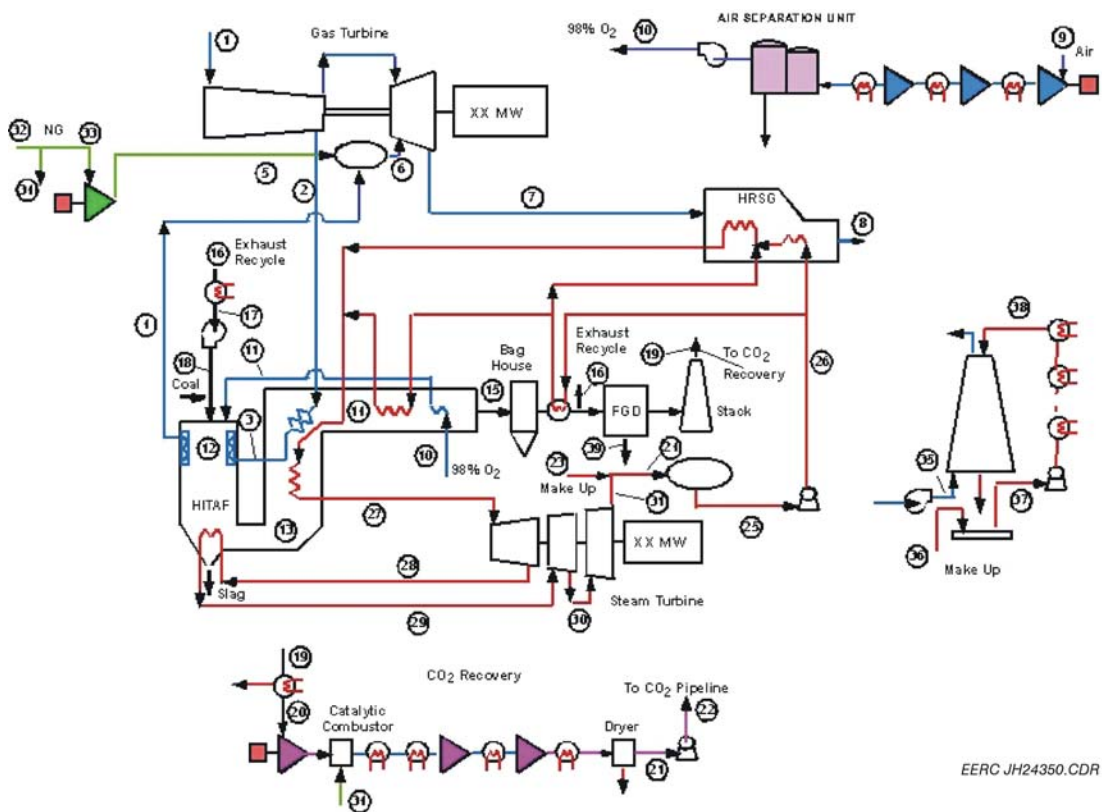 AIR SEPARATION UNIT
98% O2
10
9
Air
1
Gas Turbine
XX MW
32
NG
33
34
5
2
6
7
HRSG
8
16
Exhaust
Recycle
17
4
11
18
Coal
3
12
HITAF
13
14
15
Bag
House
Exhaust
Recycle
16
FGD
19
To CO2
Recovery
Stack
26
38
10
98% O2
39
23
Make Up
24
31
25
27
XX MW
35
37
36
Make Up
28
Slag
29
30
Steam Turbine
19
CO2 Recovery
20
Catalytic
Combustor
To CO2 Pipeline
22
Dryer
21
34
EERC JH24350.CDR